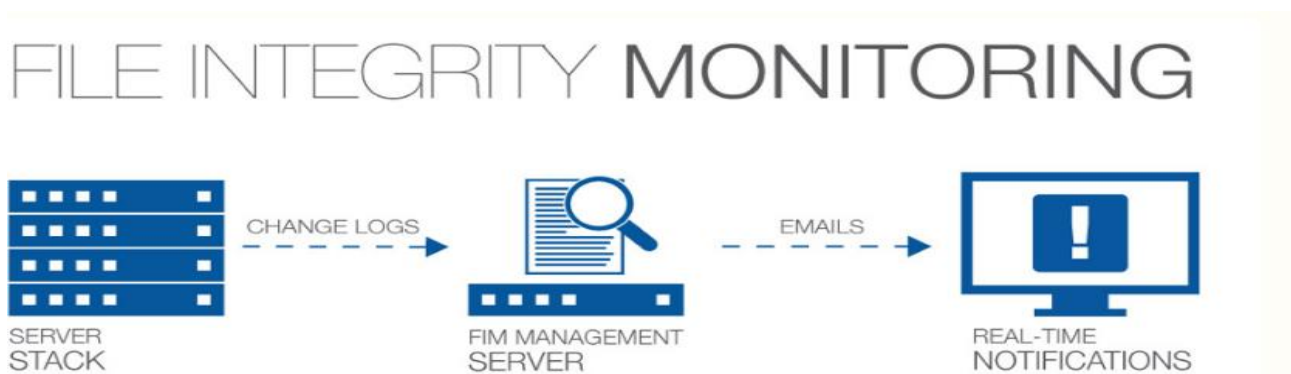 FILE INTEGRITY MONITORING
CHANGE LOGS
EMAILS
SERVER
STACK
FIM MANAGEMENT
SERVER
REAL-TIME
NOTIFICATIONS